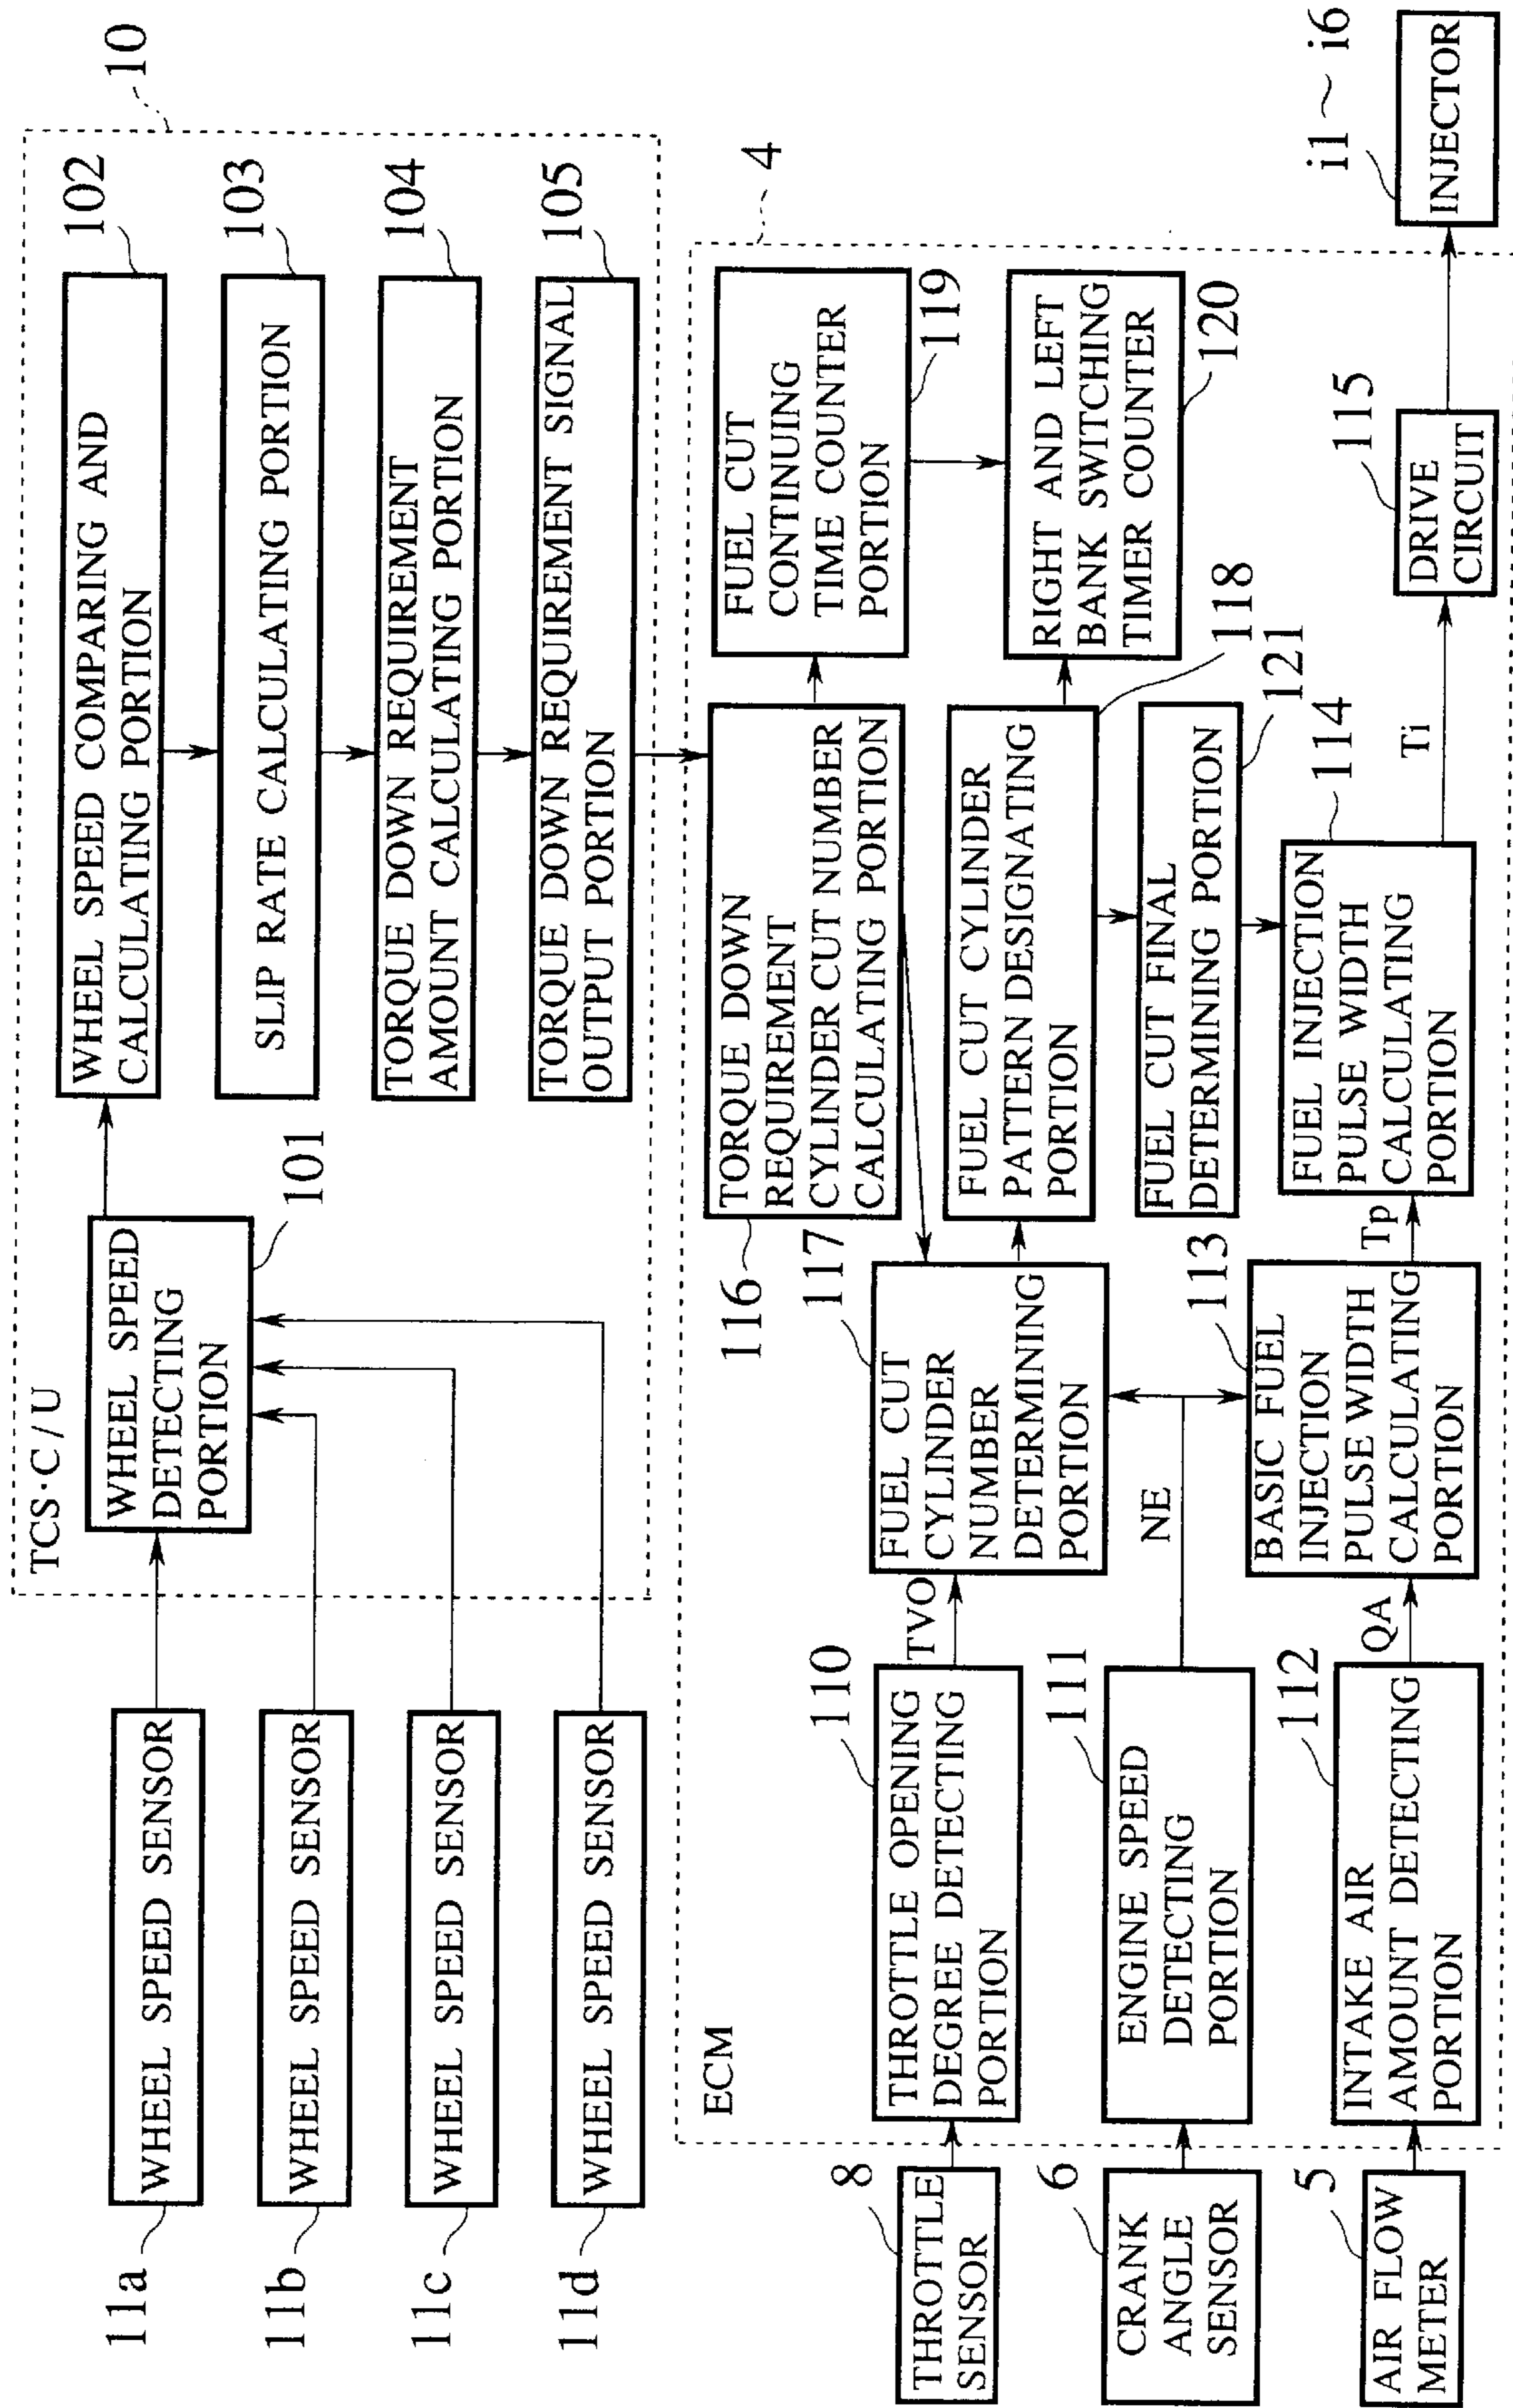 10
TCS·C/U
11a
WHEEL SPEED SENSOR
11b
WHEEL SPEED SENSOR
11c
WHEEL SPEED SENSOR
11d
WHEEL SPEED SENSOR
WHEEL SPEED
DETECTING
PORTION
101
WHEEL SPEED COMPARING AND
CALCULATING PORTION
102
SLIP RATE CALCULATING PORTION
103
TORQUE DOWN REQUIREMENT
AMOUNT CALCULATING PORTION
104
TORQUE DOWN REQUIREMENT SIGNAL
OUTPUT PORTION
105
ECM
4
TORQUE DOWN
REQUIREMENT
CYLINDER CUT NUMBER
CALCULATING PORTION
116
FUEL CUT
CONTINUING
TIME COUNTER
PORTION
119
8
THROTTLE
SENSOR
THROTTLE OPENING
DEGREE DETECTING
PORTION
110
TVO
FUEL CUT
CYLINDER
NUMBER
DETERMINING
PORTION
117
FUEL CUT CYLINDER
PATTERN DESIGNATING
PORTION
118
RIGHT AND LEFT
BANK SWITCHING
TIMER COUNTER
120
6
CRANK
ANGLE
SENSOR
ENGINE SPEED
DETECTING
PORTION
111
NE
FUEL CUT FINAL
DETERMINING PORTION
121
5
AIR FLOW
METER
INTAKE AIR
AMOUNT DETECTING
PORTION
112
QA
BASIC FUEL
INJECTION
PULSE WIDTH
CALCULATING
PORTION
113
Tp
FUEL INJECTION
PULSE WIDTH
CALCULATING
PORTION
114
Ti
DRIVE
CIRCUIT
115
INJECTOR
i1 ~ i6